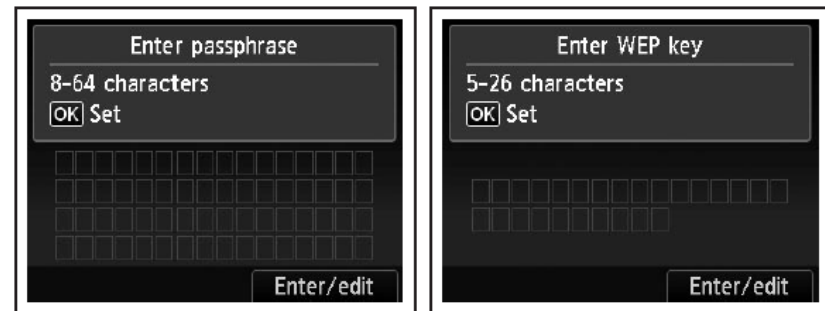 Enter passphrase
8-64 characters
OK Set
Enter/edit
Enter WEP key
5-26 characters
OK Set
Enter/edit